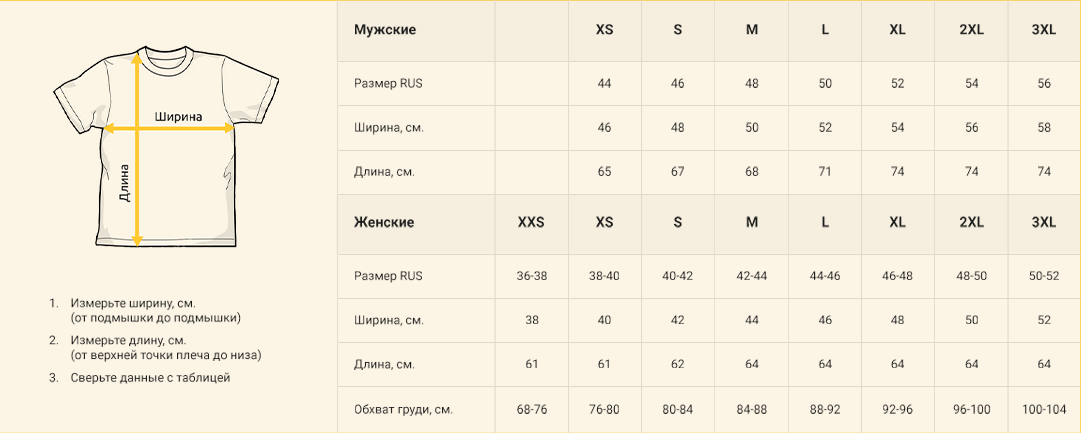 Ширина
Длина
1. Измерьте ширину, см.
(от подмышки до подмышки)
2. Измерьте длину, см.
(от верхней точки плеча до низа)
3. Сверьте данные с таблицей
Мужские XS S M L XL 2XL 3XL
Размер RUS 44 46 48 50 52 54 56
Ширина, см. 46 48 50 52 54 56 58
Длина, см. 65 67 68 71 74 74 74
Женские XXS XS S M L XL 2XL 3XL
Размер RUS 36-38 38-40 40-42 42-44 44-46 46-48 48-50 50-52
Ширина, см. 38 40 42 44 46 48 50 52
Длина, см. 61 61 62 64 64 64 64 64
Обхват груди, см. 68-76 76-80 80-84 84-88 88-92 92-96 96-100 100-104